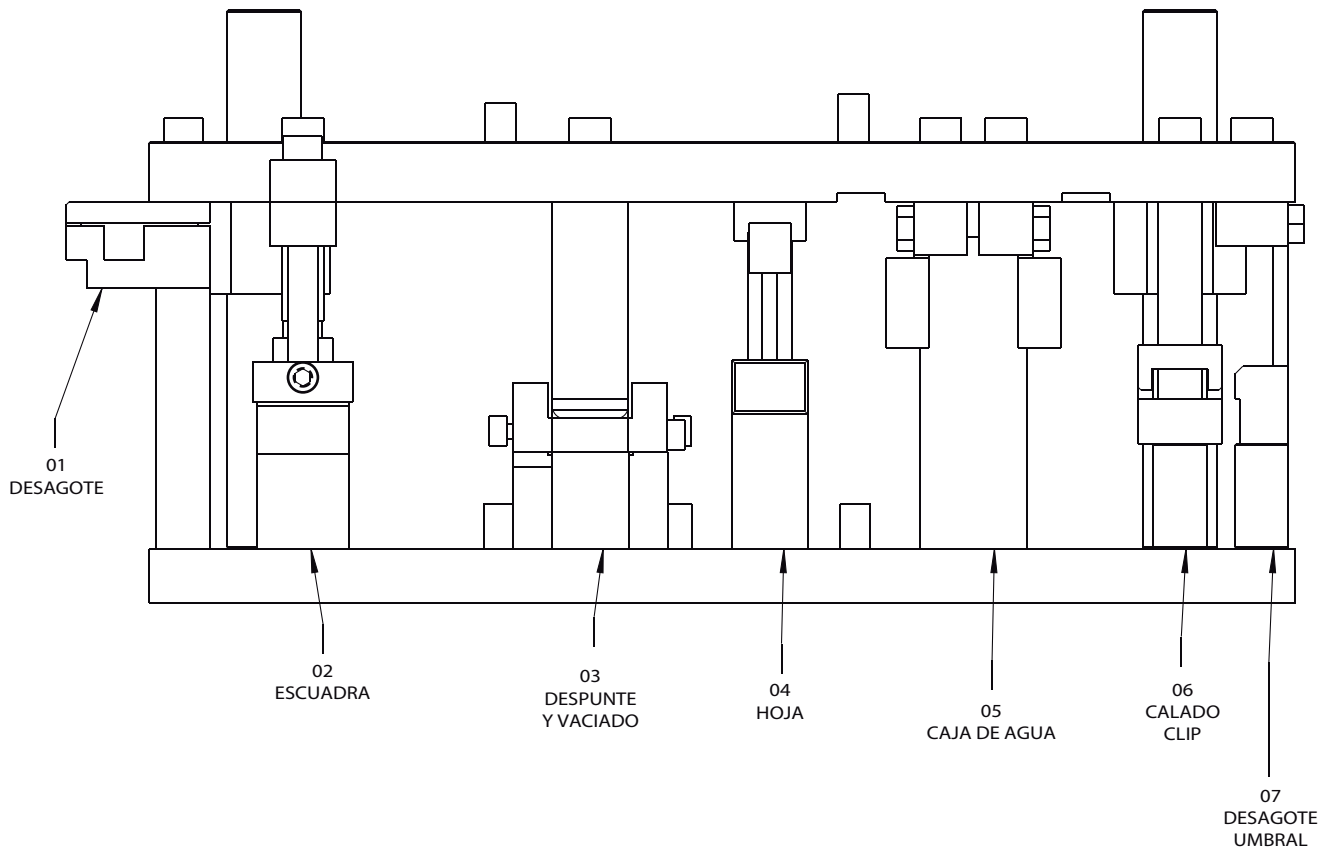 01
DESAGOTE
02
ESCUADRA
03
DESPUNTE
Y VACIADO
04
HOJA
05
CAJA DE AGUA
06
CALADO
CLIP
07
DESAGOTE
UMBRAL